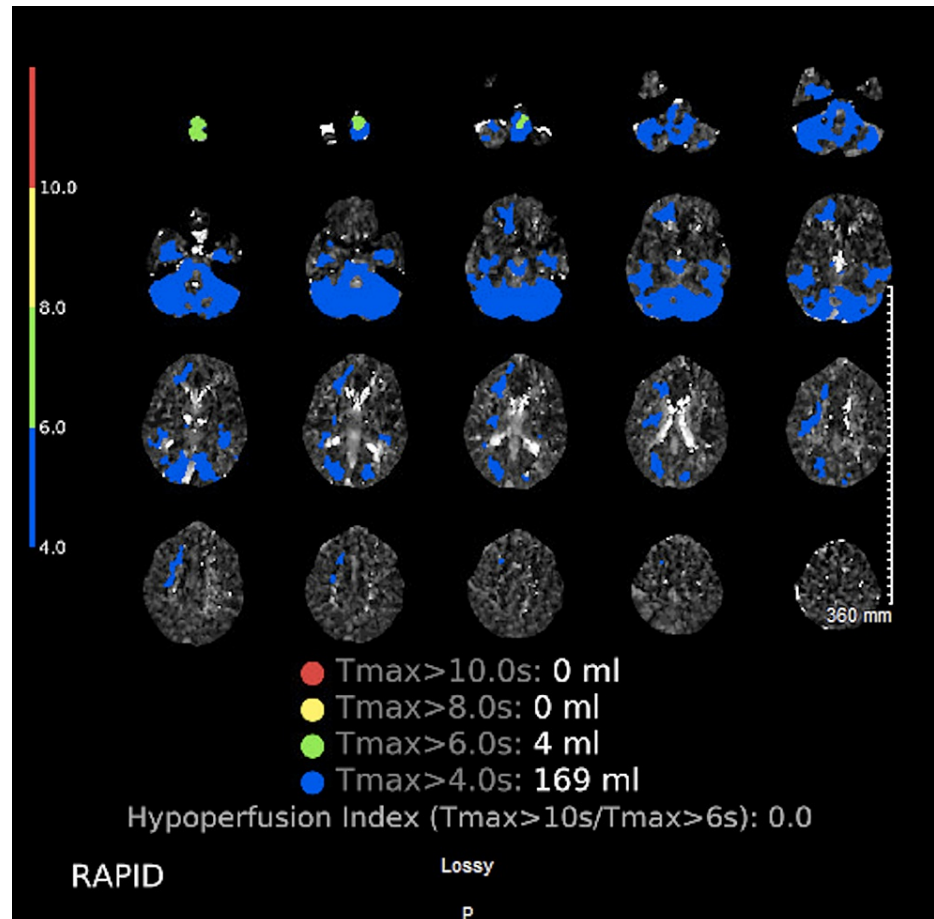 10.0
8.0
6.0
4.0
360 mm
Tmax>10.0s: 0 ml
Tmax>8.0s: 0 ml
Tmax>6.0s: 4 ml
Tmax>4.0s: 169 ml
Hypoperfusion Index (Tmax>10s/Tmax>6s): 0.0
Lossy
RAPID
P